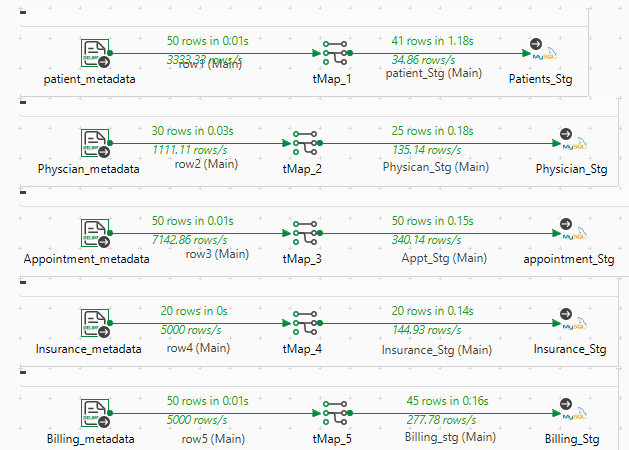 50 rows in 0.01s
41 rows in 1.18s
3333.33 rows/s
row1 (Main)
34.86 rows/s
patient_Stg (Main)
MySQL
patient_metadata
tMap_1
Patients_Stg
30 rows in 0.03s
25 rows in 0.18s
1111.11 rows/s
row2 (Main)
135.14 rows/s
Physican_Stg (Main)
MySQL
Physcian_metadata
tMap_2
Physician_Stg
50 rows in 0.01s
50 rows in 0.15s
7142.86 rows/s
row3 (Main)
340.14 rows/s
Appt_Stg (Main)
MySQL
Appointment_metadata
tMap_3
appointment_Stg
20 rows in 0s
20 rows in 0.14s
5000 rows/s
row4 (Main)
144.93 rows/s
Insurance_Stg (Main)
MySQL
Insurance_metadata
tMap_4
Insurance_Stg
50 rows in 0.01s
45 rows in 0.16s
5000 rows/s
row5 (Main)
277.78 rows/s
Billing_stg (Main)
MySQL
Billing_metadata
tMap_5
Billing_Stg